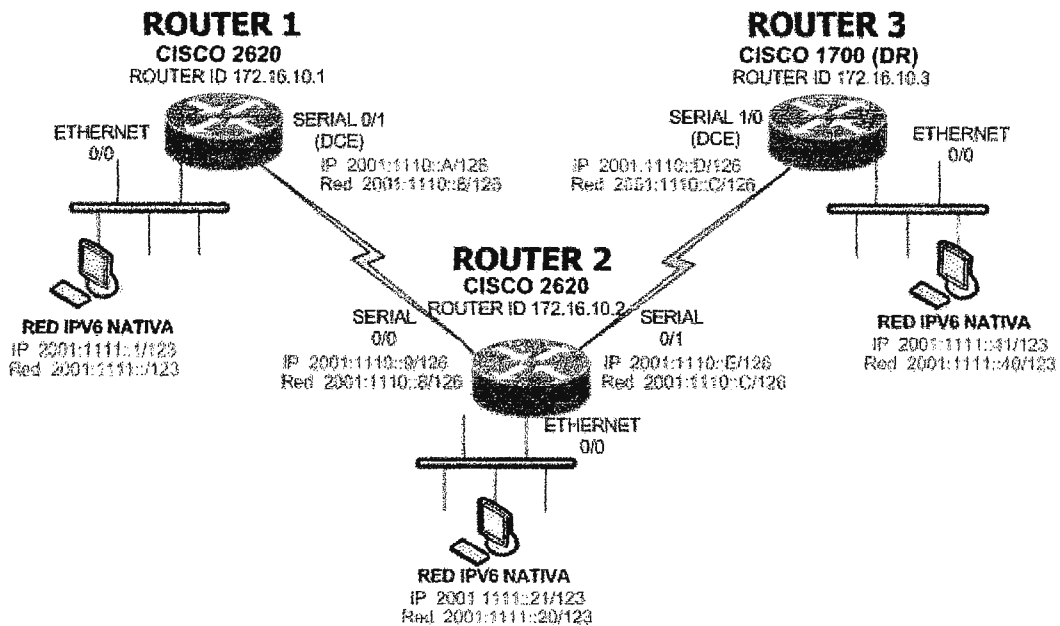 ROUTER 1
CISCO 2620
ROUTER ID 172.16.10.1
ETHERNET
0/0
SERIAL 0/1
(DCE)
IP 2001:1110::A/126
Red 2001:1110::8/126
RED IPV6 NATIVA
IP 2001:1111::1/123
Red 2001:1111::/123
ROUTER 3
CISCO 1700 (DR)
ROUTER ID 172.16.10.3
SERIAL 1/0
(DCE)
IP 2001:1110::D/126
Red 2001:1110::C/126
ETHERNET
0/0
RED IPV6 NATIVA
IP 2001:1111::41/123
Red 2001:1111::40/123
ROUTER 2
CISCO 2620
ROUTER ID 172.16.10.2
SERIAL
0/0
IP 2001:1110::9/126
Red 2001:1110::8/126
SERIAL
0/1
IP 2001:1110::E/126
Red 2001:1110::C/126
ETHERNET
0/0
RED IPV6 NATIVA
IP 2001:1111::21/123
Red 2001:1111::20/123